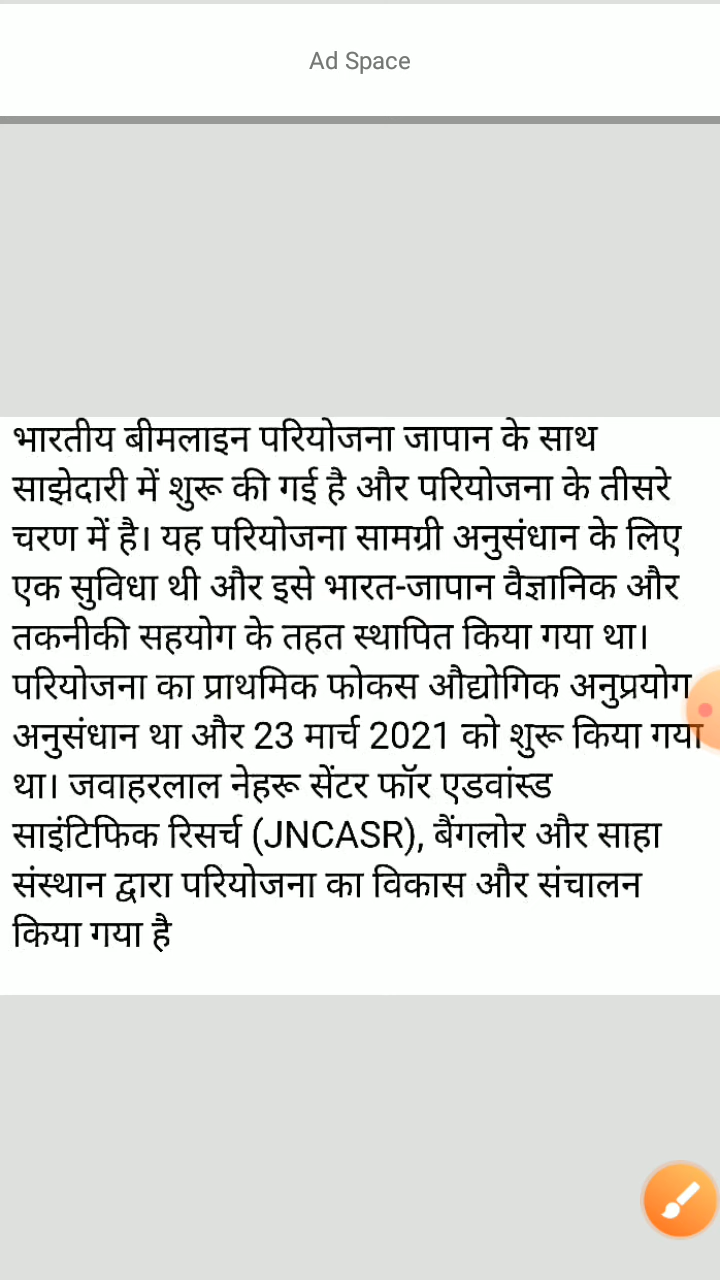 Ad Space
भारतीय बीमलाइन परियोजना जापान के साथ
साझेदारी में शुरू की गई है और परियोजना के तीसरे
चरण में है। यह परियोजना सामग्री अनुसंधान के लिए
एक सुविधा थी और इसे भारत-जापान वैज्ञानिक और
तकनीकी सहयोग के तहत स्थापित किया गया था।
परियोजना का प्राथमिक फोकस औद्योगिक अनुप्रयोग
अनुसंधान था और 23 मार्च 2021 को शुरू किया गया
था। जवाहरलाल नेहरू सेंटर फॉर एडवांस्ड
साइंटिफिक रिसर्च (JNCASR), बैंगलोर और साहा
संस्थान द्वारा परियोजना का विकास और संचालन
किया गया है